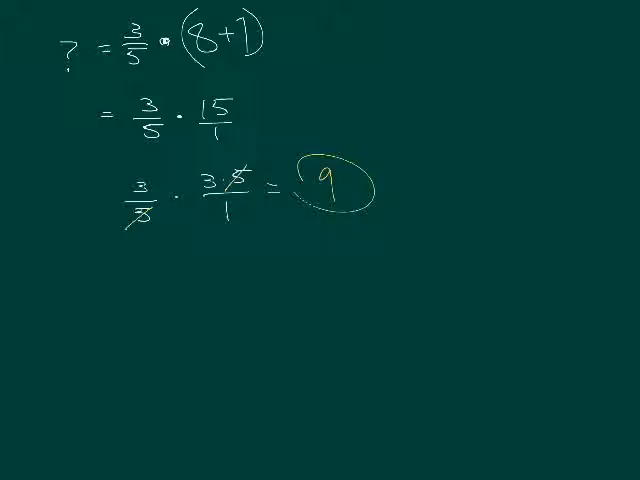 ? = 3/5 · (8+7)
= 3/5 · 15/1
3/5 · 3·5/1 = 9